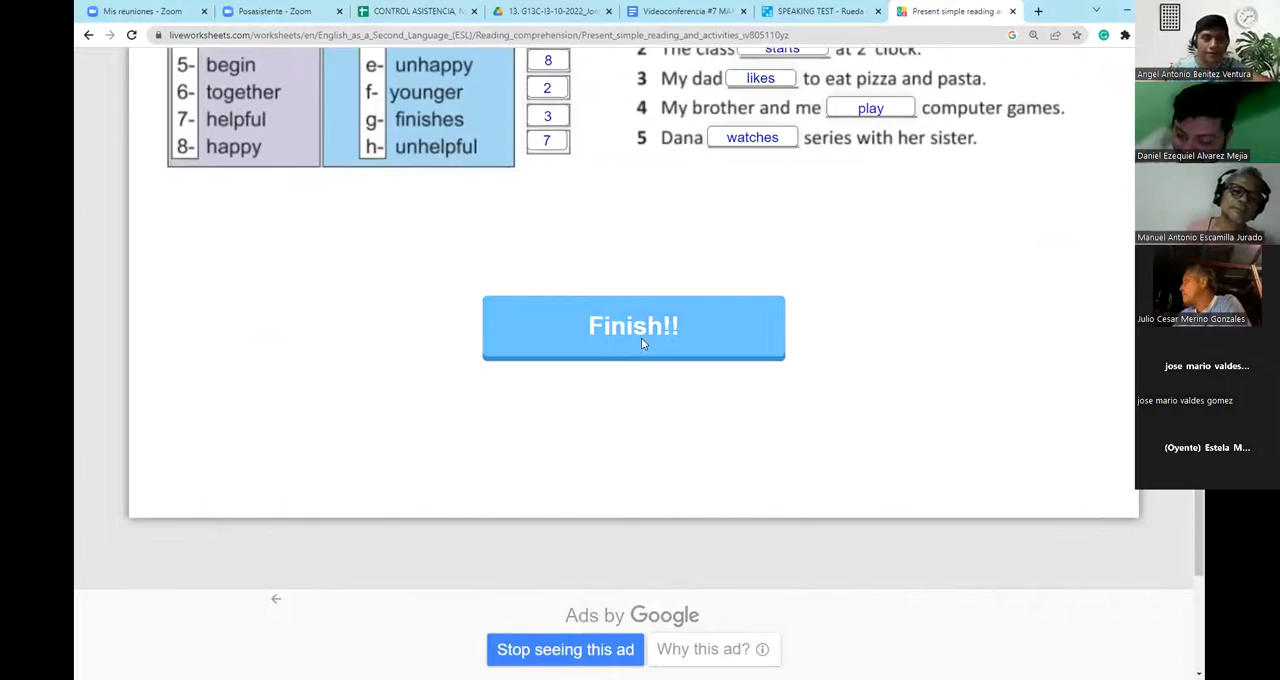 Mis reuniones - Zoom
Posasistente - Zoom
CONTROL ASISTENCIA, N
13. G13C-13-10-2022_Jor
Videoconferencia #7 MAR
SPEAKING TEST - Rueda
Present simple reading a
liveworksheets.com/worksheets/en/English_as_a_Second_Language_(ESL)/Reading_comprehension/Present_simple_reading_and_activities_iv805110yz
5- begin e- unhappy 8
6- together f- younger 2
7- helpful g- finishes 3
8- happy h- unhelpful 7
2 The class starts at 2 clock.
3 My dad likes to eat pizza and pasta.
4 My brother and me play computer games.
5 Dana watches series with her sister.
Finish!!
Ads by Google
Stop seeing this ad
Why this ad?
Angel Antonio Benitez Ventura
Daniel Ezequiel Alvarez Mejia
Manuel Antonio Escamilla Jurado
Julio Cesar Merino Gonzales
jose mario valdes...
jose mario valdes gomez
(Oyente) Estela M...